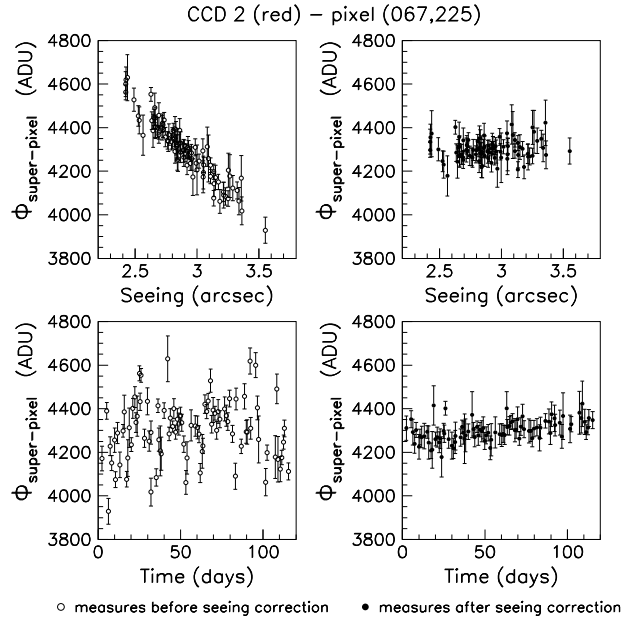 CCD 2 (red) − pixel (067,225)
Φsuper−pixel (ADU)
4800
4600
4400
4200
4000
3800
2.5 3 3.5
Seeing (arcsec)
Φsuper−pixel (ADU)
4800
4600
4400
4200
4000
3800
2.5 3 3.5
Seeing (arcsec)
Φsuper−pixel (ADU)
4800
4600
4400
4200
4000
3800
0 50 100
Time (days)
Φsuper−pixel (ADU)
4800
4600
4400
4200
4000
3800
0 50 100
Time (days)
○ measures before seeing correction ● measures after seeing correction